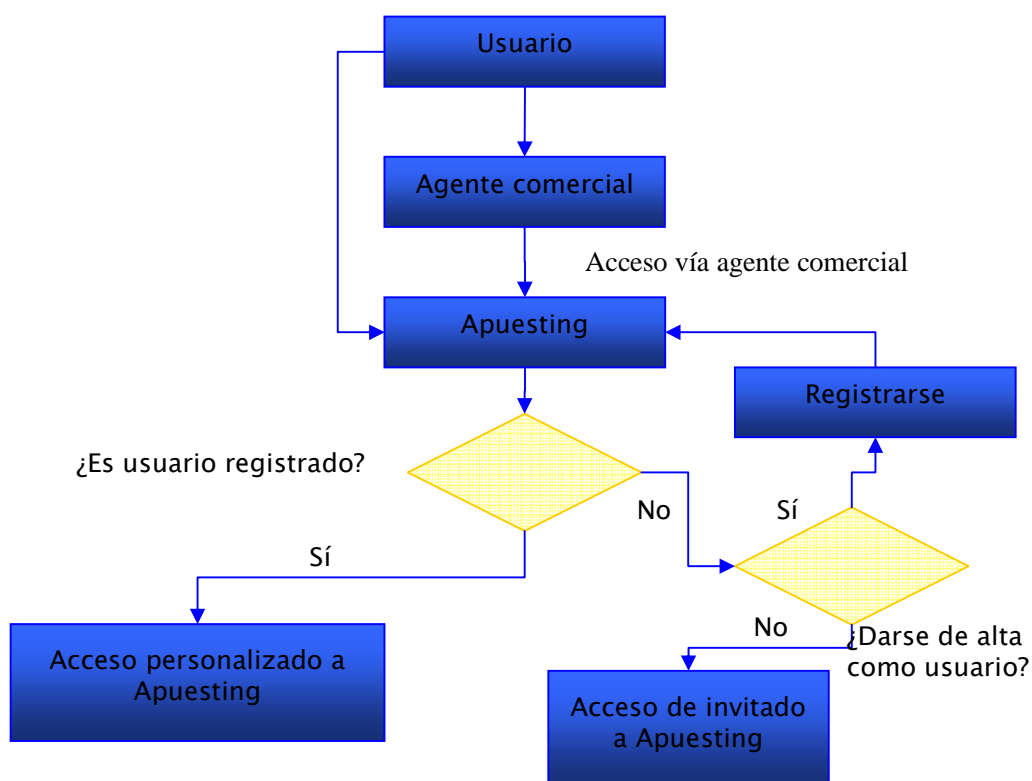 Usuario
Agente comercial
Acceso vía agente comercial
Apuesting
Registrarse
¿Es usuario registrado?
No
Sí
Sí
No
¿Darse de alta
como usuario?
Acceso personalizado a
Apuesting
Acceso de invitado
a Apuesting